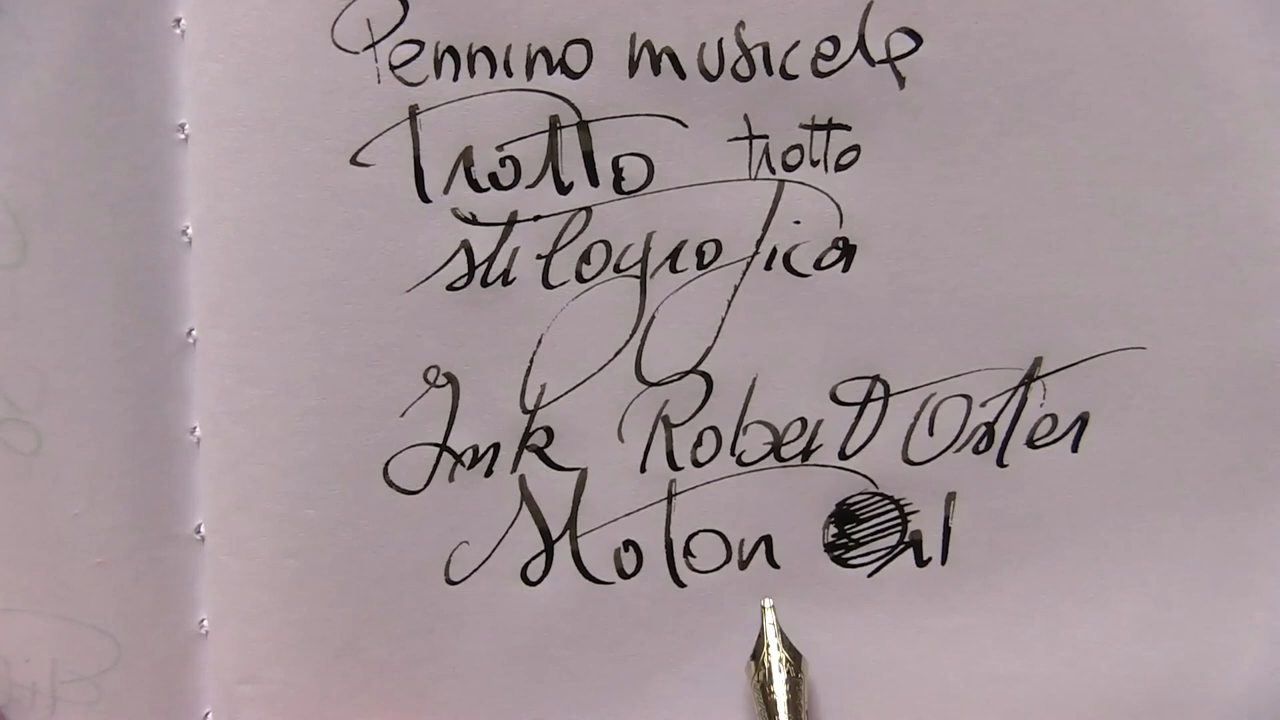 Pennino musicale
Tratto tratto
stilografica
Ink Robert Oster
Motor Oil